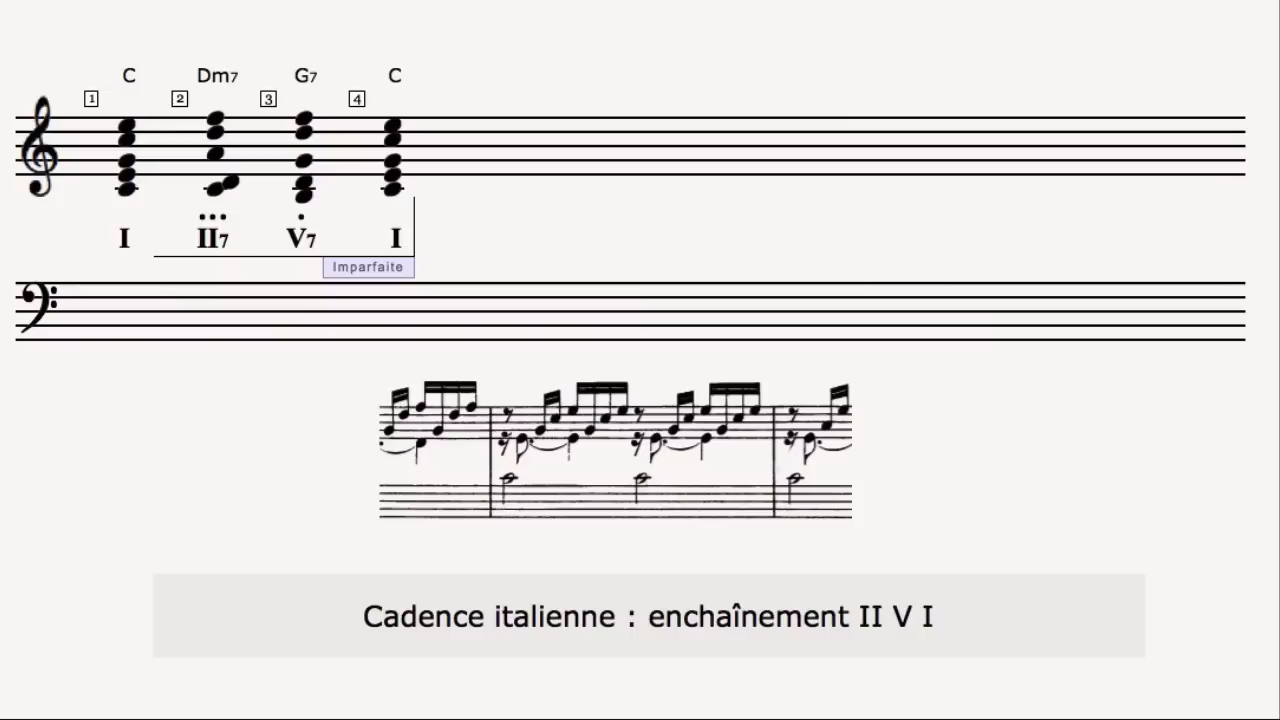 C Dm7 G7 C
1 2 3 4
I II7 V7 I
Imparfaite
Cadence italienne : enchaînement II V I